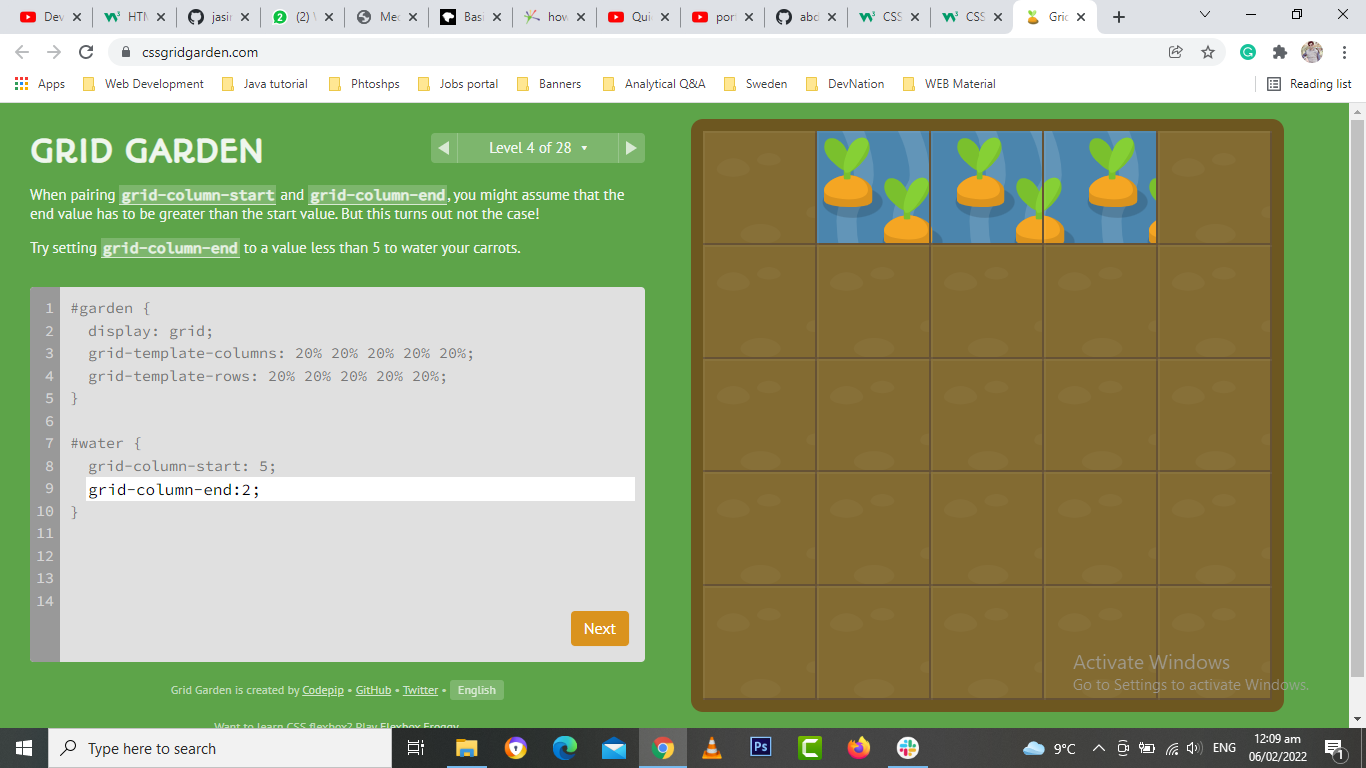 Dev
HTM
jasir
(2) W
Mec
Basi
how
Quic
port
abd
CSS
CSS
Gric
cssgridgarden.com
Apps
Web Development
Java tutorial
Phtoshps
Jobs portal
Banners
Analytical Q&A
Sweden
DevNation
WEB Material
Reading list
GRID GARDEN
Level 4 of 28
When pairing grid-column-start and grid-column-end, you might assume that the
end value has to be greater than the start value. But this turns out not the case!
Try setting grid-column-end to a value less than 5 to water your carrots.
1 #garden {
2 display: grid;
3 grid-template-columns: 20% 20% 20% 20% 20%;
4 grid-template-rows: 20% 20% 20% 20% 20%;
5 }
6
7 #water {
8 grid-column-start: 5;
9 grid-column-end:2;
10 }
11
12
13
14
Next
Grid Garden is created by Codepip • GitHub • Twitter • English
Want to learn CSS flexbox? Play Flexbox Froggy.
Activate Windows
Go to Settings to activate Windows.
Type here to search
9°C
ENG
12:09 am
06/02/2022
1